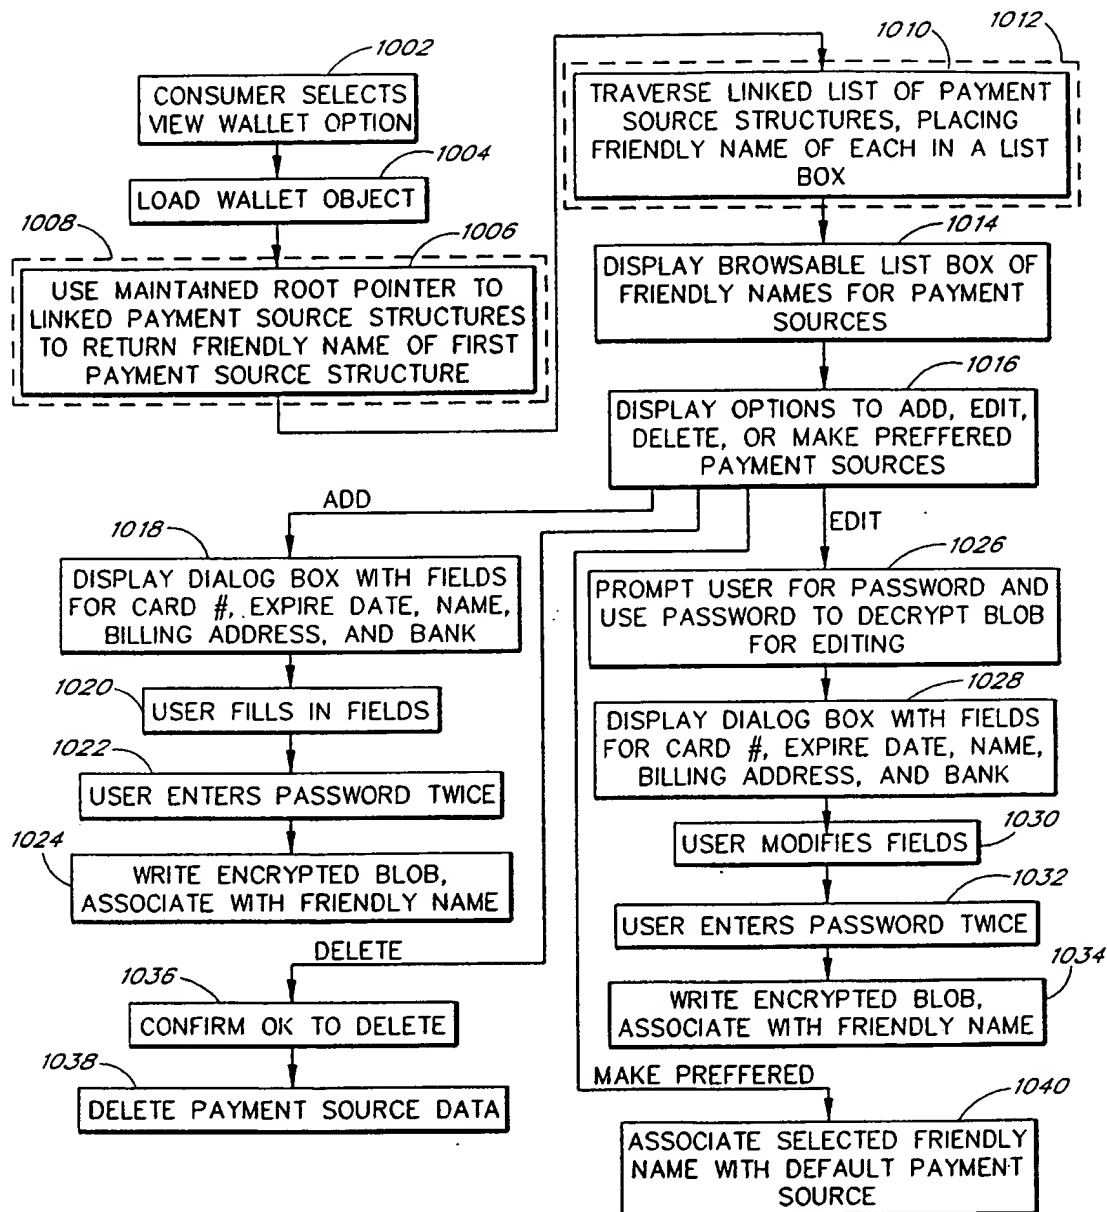 1002
CONSUMER SELECTS
VIEW WALLET OPTION
1004
LOAD WALLET OBJECT
1008
1006
USE MAINTAINED ROOT POINTER TO
LINKED PAYMENT SOURCE STRUCTURES
TO RETURN FRIENDLY NAME OF FIRST
PAYMENT SOURCE STRUCTURE
1010
1012
TRAVERSE LINKED LIST OF PAYMENT
SOURCE STRUCTURES, PLACING
FRIENDLY NAME OF EACH IN A LIST
BOX
1014
DISPLAY BROWSABLE LIST BOX OF
FRIENDLY NAMES FOR PAYMENT
SOURCES
1016
DISPLAY OPTIONS TO ADD, EDIT,
DELETE, OR MAKE PREFFERED
PAYMENT SOURCES
ADD
1018
DISPLAY DIALOG BOX WITH FIELDS
FOR CARD #, EXPIRE DATE, NAME,
BILLING ADDRESS, AND BANK
1020
USER FILLS IN FIELDS
1022
USER ENTERS PASSWORD TWICE
1024
WRITE ENCRYPTED BLOB,
ASSOCIATE WITH FRIENDLY NAME
EDIT
1026
PROMPT USER FOR PASSWORD AND
USE PASSWORD TO DECRYPT BLOB
FOR EDITING
1028
DISPLAY DIALOG BOX WITH FIELDS
FOR CARD #, EXPIRE DATE, NAME,
BILLING ADDRESS, AND BANK
1030
USER MODIFIES FIELDS
1032
USER ENTERS PASSWORD TWICE
1034
WRITE ENCRYPTED BLOB,
ASSOCIATE WITH FRIENDLY NAME
DELETE
1036
CONFIRM OK TO DELETE
1038
DELETE PAYMENT SOURCE DATA
MAKE PREFFERED
1040
ASSOCIATE SELECTED FRIENDLY
NAME WITH DEFAULT PAYMENT
SOURCE